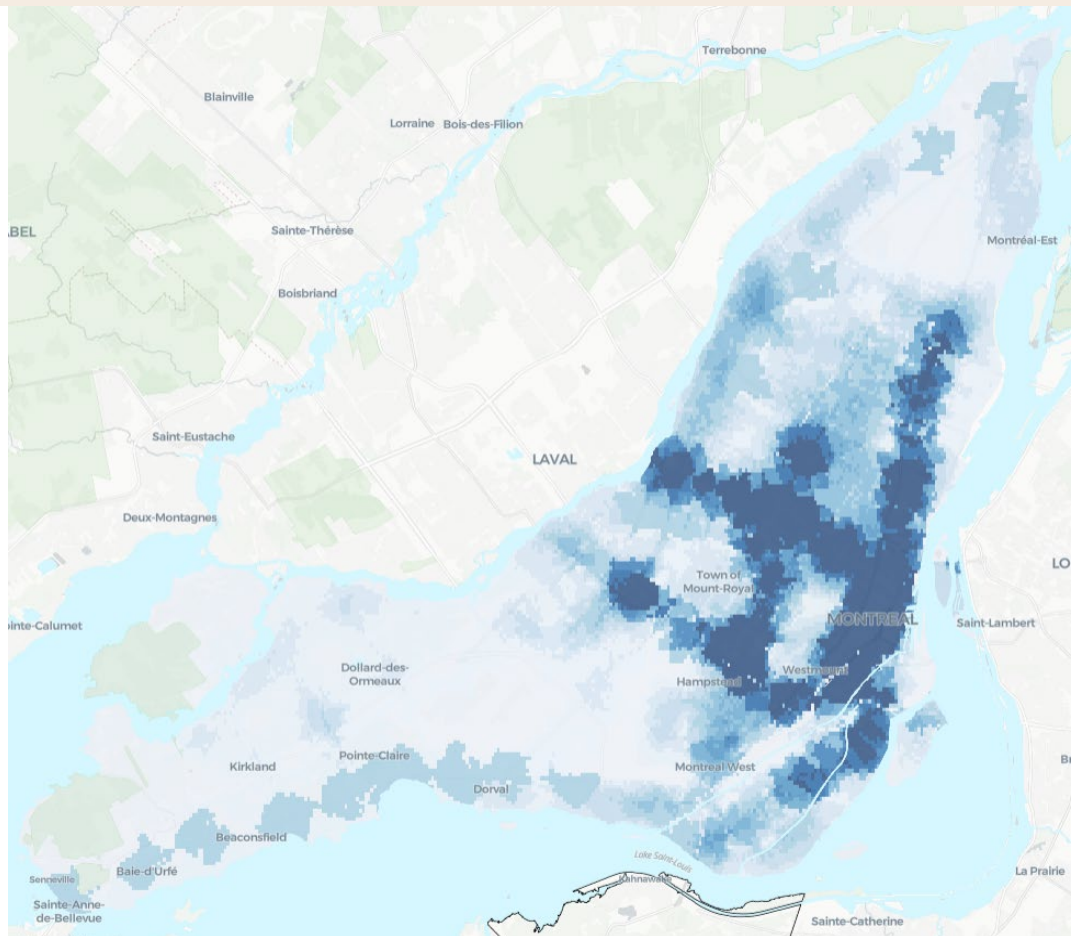 Terrebonne
Blainville
Lorraine
Bois-des-Filion
ABEL
Sainte-Thérèse
Montréal-Est
Boisbriand
Saint-Eustache
LAVAL
Deux-Montagnes
LO
Town of
Mount-Royal
ointe-Calumet
MONTREAL
Saint-Lambert
Dollard-des-
Ormeaux
Hampstead
Westmount
Pointe-Claire
Kirkland
Montreal West
B
Dorval
Beaconsfield
Lake Saint-Louis
Baie-d'Urfé
Senneville
Kahnawake
La Prairie
Sainte-Anne-
de-Bellevue
Sainte-Catherine